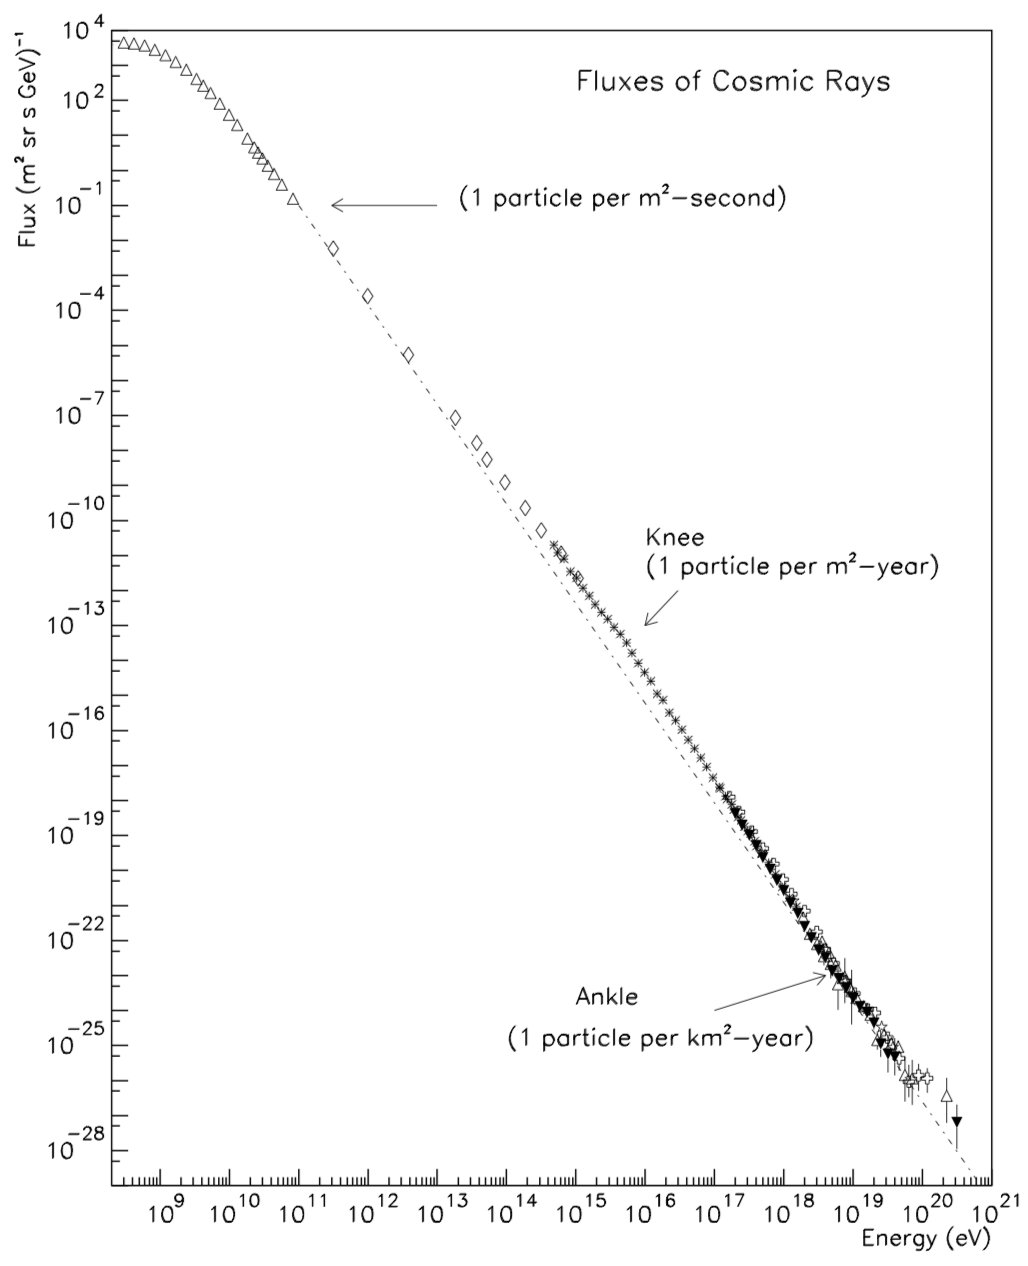 Fluxes of Cosmic Rays
Flux (m² sr s GeV)⁻¹
10⁴
10²
10⁻¹
10⁻⁴
10⁻⁷
10⁻¹⁰
10⁻¹³
10⁻¹⁶
10⁻¹⁹
10⁻²²
10⁻²⁵
10⁻²⁸
(1 particle per m²−second)
Knee
(1 particle per m²−year)
Ankle
(1 particle per km²−year)
10⁹ 10¹⁰ 10¹¹ 10¹² 10¹³ 10¹⁴ 10¹⁵ 10¹⁶ 10¹⁷ 10¹⁸ 10¹⁹ 10²⁰ 10²¹
Energy (eV)